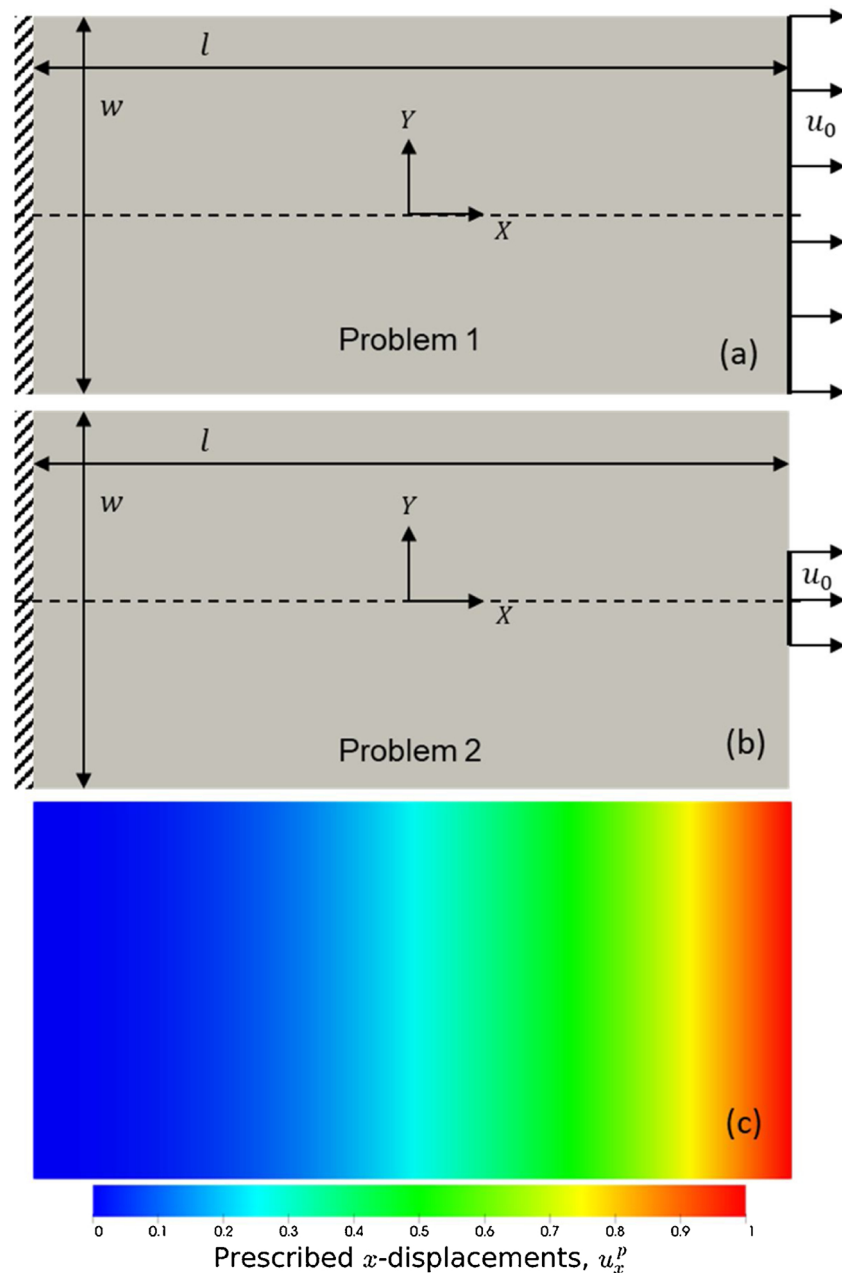 l
w
Y
u₀
X
Problem 1
(a)
l
w
Y
u₀
X
Problem 2
(b)
(c)
0 0.1 0.2 0.3 0.4 0.5 0.6 0.7 0.8 0.9 1
Prescribed x-displacements, uₓᵖ